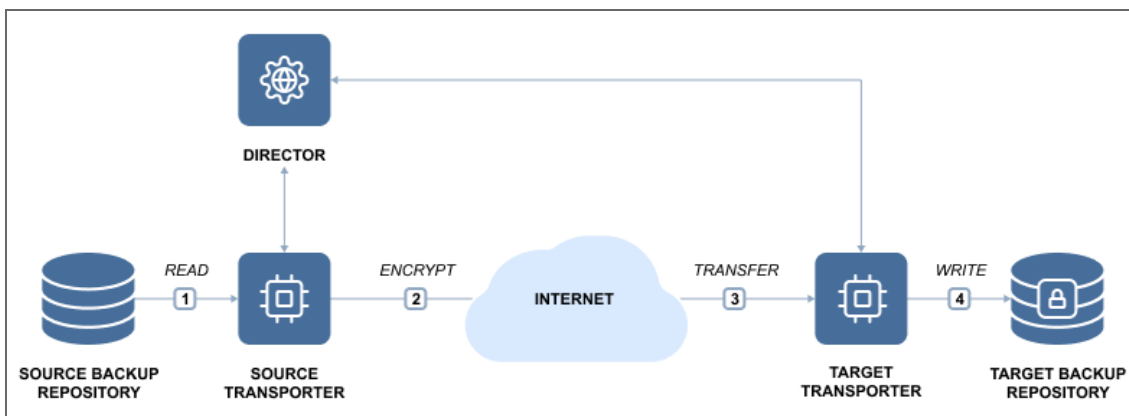 DIRECTOR
READ
1
ENCRYPT
2
INTERNET
TRANSFER
3
WRITE
4
SOURCE BACKUP
REPOSITORY
SOURCE
TRANSPORTER
TARGET
TRANSPORTER
TARGET BACKUP
REPOSITORY